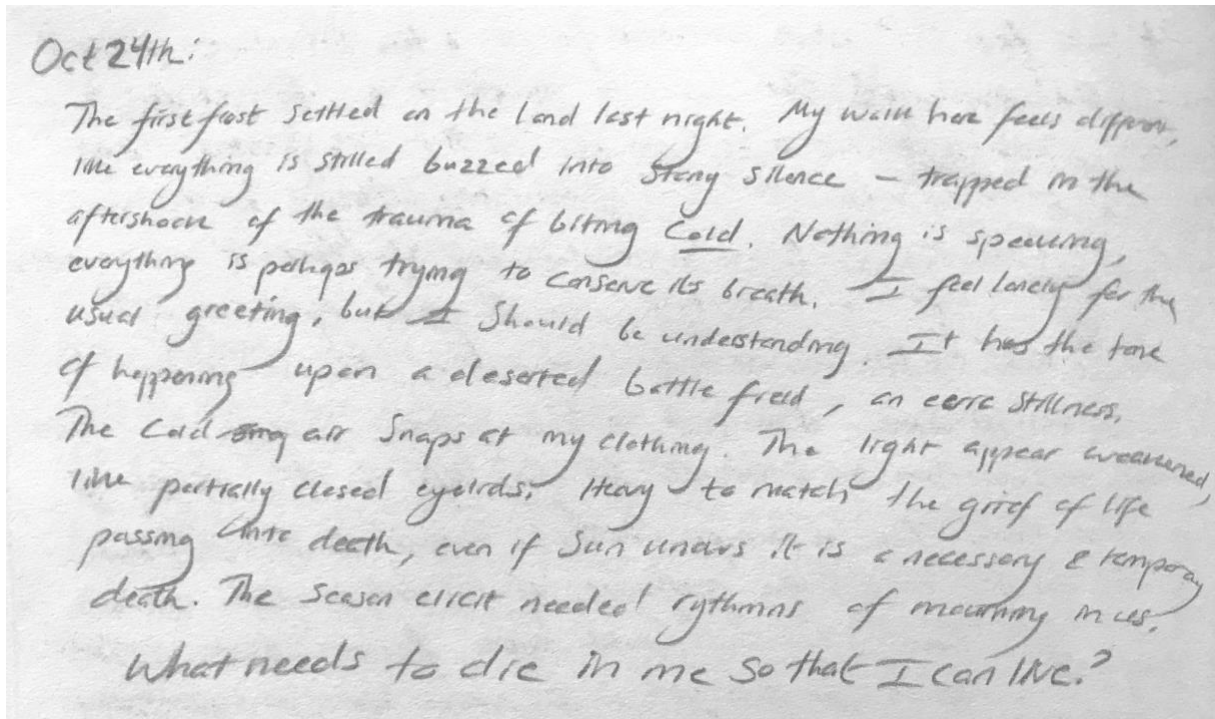 Oct 24th:
The first frost settled on the land last night. My walk here feels different,
like everything is stilled buzzed into stony silence – trapped in the
aftershock of the trauma of biting cold. Nothing is speaking,
everything is perhaps trying to conserve its breath. I feel lonely for the
usual greeting, but I should be understanding. It has the tone
of happening upon a deserted battle field, an eerie stillness.
The cold air snaps at my clothing. The light appear weakened,
like partially closed eyelids. Heavy to match the grief of life
passing into death, even if Sun knows it is a necessary & temporary
death. The season elicit needed rythmns of mourning in us.
What needs to die in me so that I can live?